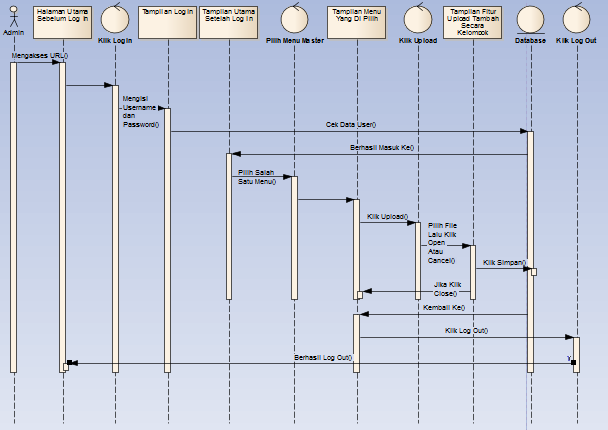 Admin
Halaman Utama
Sebelum Log In
Klik Log In
Tampilan Log In
Tampilan Utama
Setelah Log In
Pilih Menu Master
Tampilan Menu
Yang Di Pilih
Klik Upload
Tampilan Fitur
Upload Tambah
Secara
Kelompok
Database
Klik Log Out
Mengakses URL()
Mengisi
Username
dan
Password()
Cek Data User()
Berhasil Masuk Ke()
Pilih Salah
Satu Menu()
Klik Upload()
Pilih File
Lalu Klik
Open
Atau
Cancel()
Klik Simpan()
Jika Klik
Close()
Kembali Ke()
Klik Log Out()
Berhasil Log Out()
Y